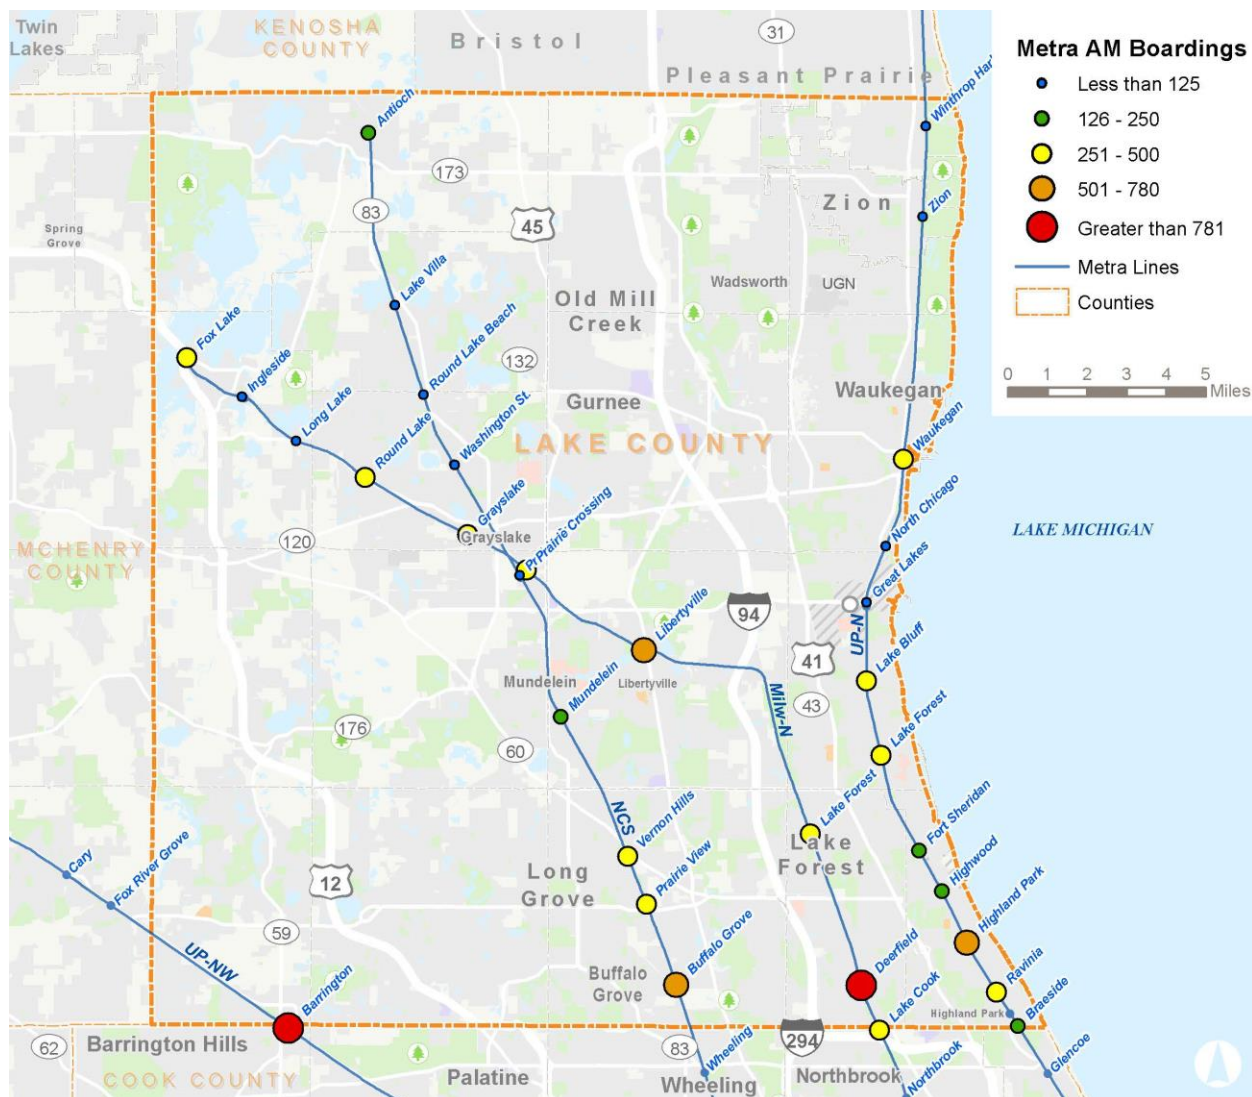 Twin
Lakes
KENOSHA
COUNTY
Bristol
31
Pleasant Prairie
Metra AM Boardings
Less than 125
126 - 250
251 - 500
501 - 780
Greater than 781
Metra Lines
Counties
0 1 2 3 4 5
Miles
Winthrop Har
Antioch
173
83
45
Zion
Zion
Spring
Grove
Lake Villa
Wadsworth
UGN
Old Mill
Creek
Fox Lake
Round Lake Beach
132
Ingleside
Waukegan
Gurnee
Long Lake
Round Lake
Washington St.
LAKE COUNTY
Waukegan
Grayslake
Grayslake
Prairie Crossing
North Chicago
LAKE MICHIGAN
120
MCHENRY
COUNTY
Great Lakes
94
Libertyville
UP-N
41
Lake Bluff
Mundelein
Mundelein
Libertyville
Milw-N
43
176
60
Lake Forest
Lake Forest
NCS
Vernon Hills
Lake
Forest
Fort Sheridan
Cary
Fox River Grove
12
Long
Grove
Prairie View
Highwood
59
UP-NW
Buffalo Grove
Highland Park
Barrington
Buffalo
Grove
Deerfield
Ravinia
Lake Cook
Highland Park
Braeside
62
Barrington Hills
83
294
Wheeling
Glencoe
COOK COUNTY
Palatine
Wheeling
Northbrook
Northbrook